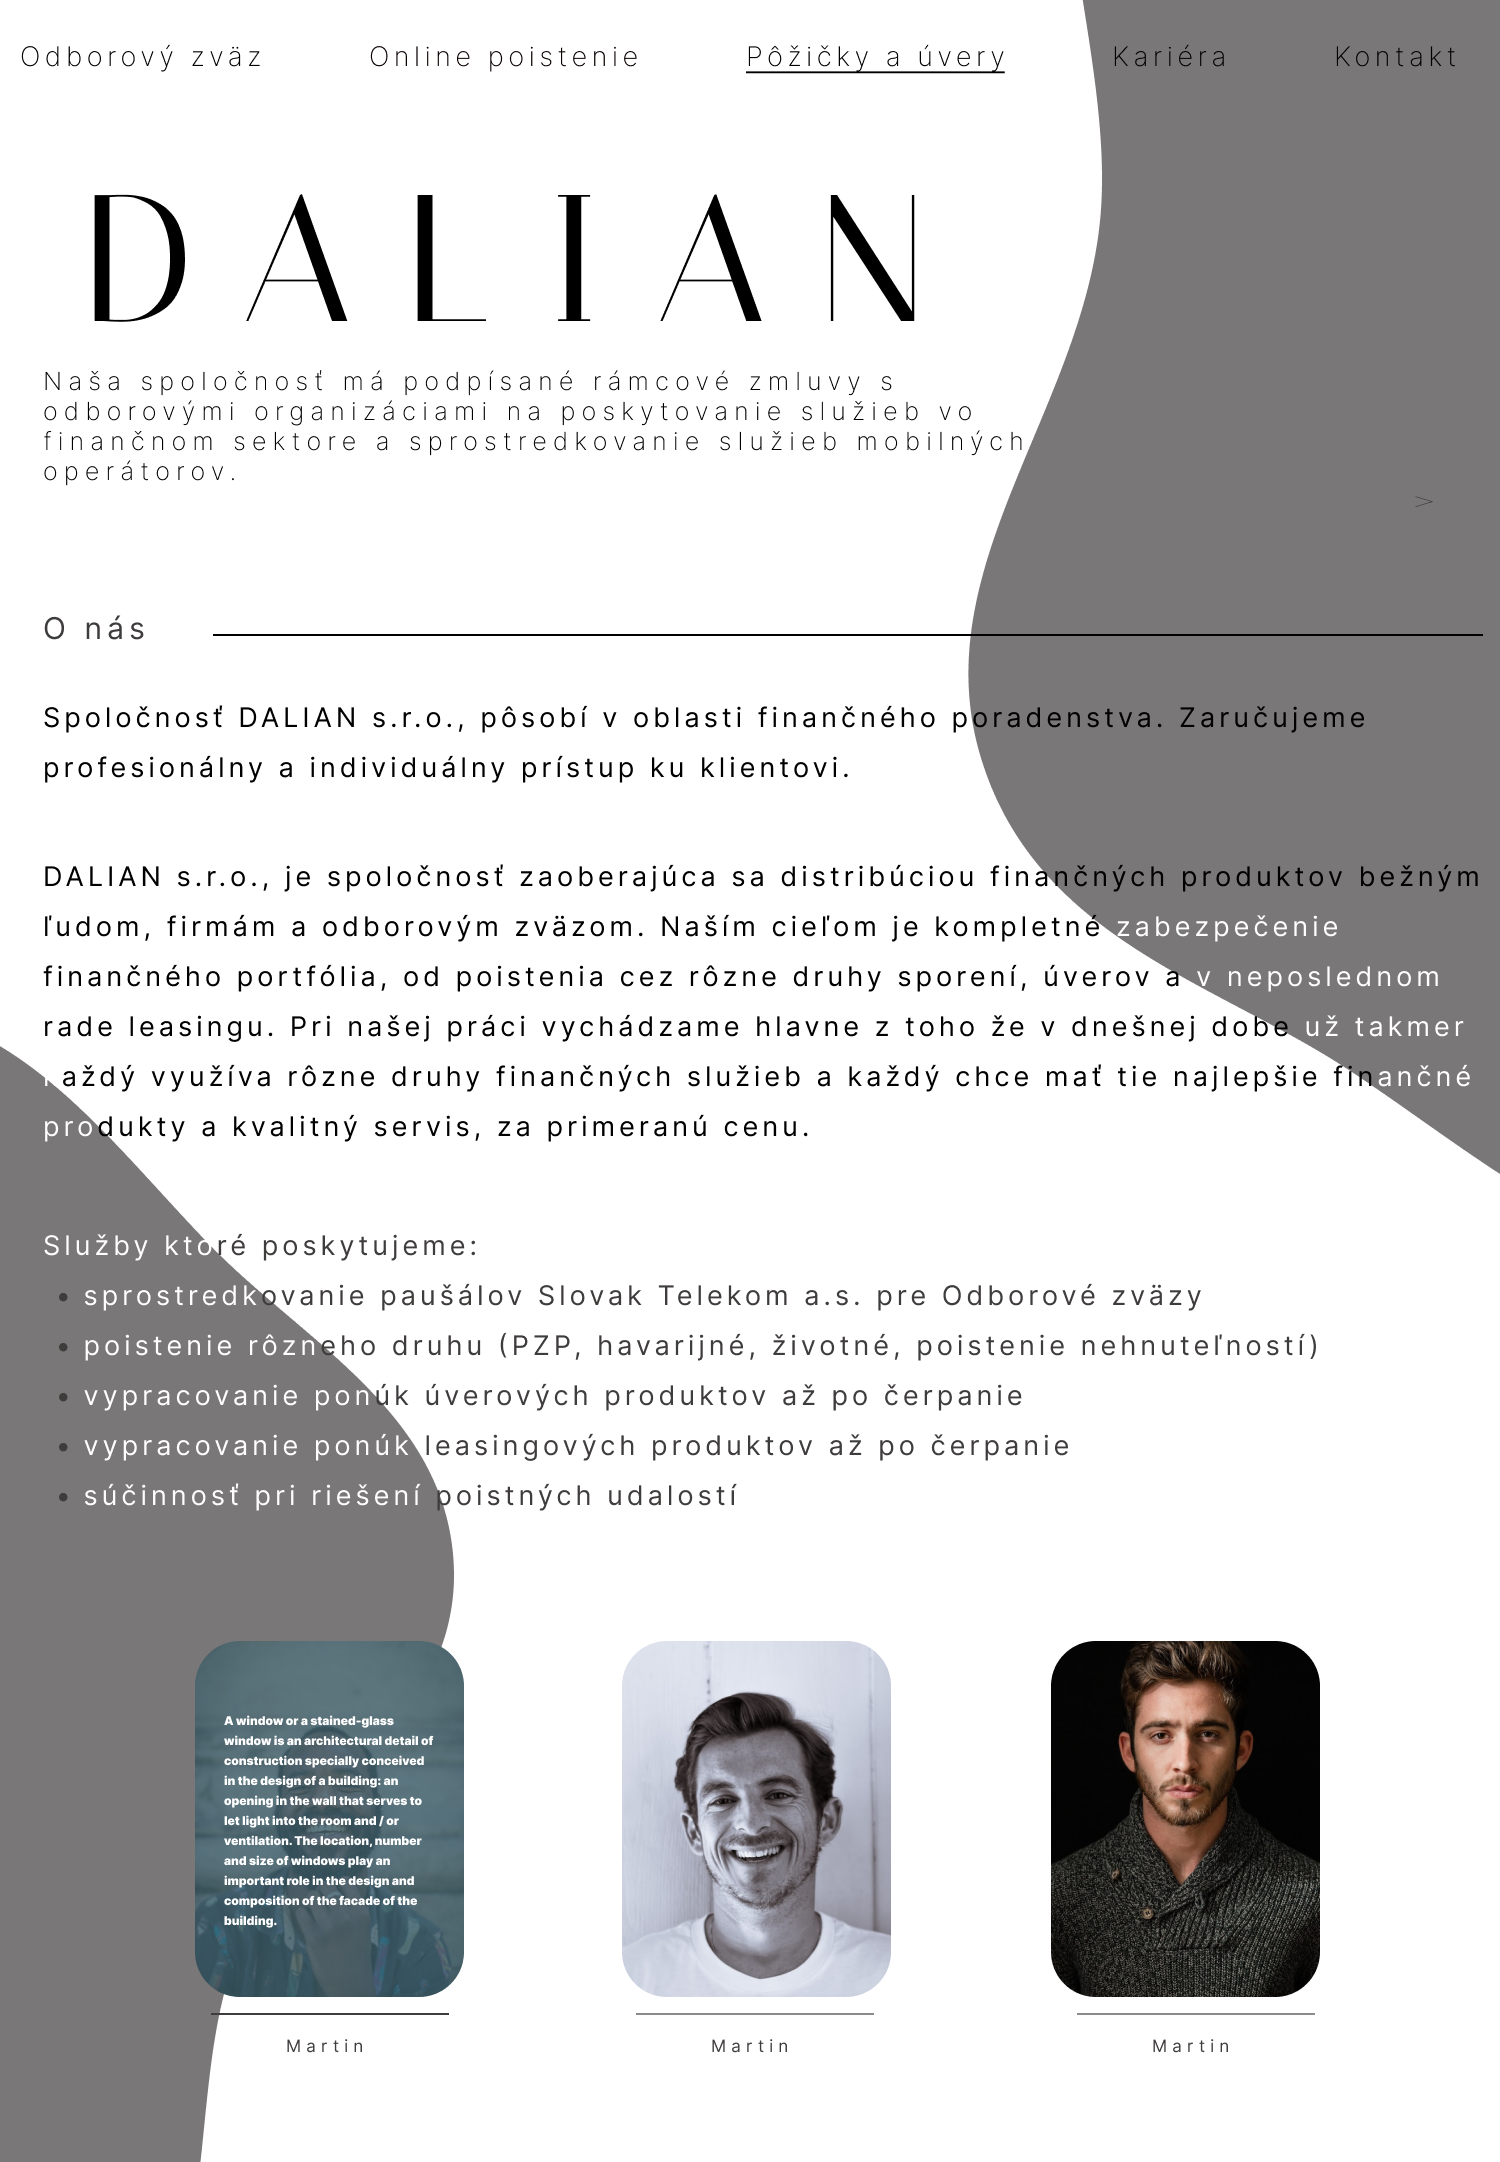 Odborový zväz Online poistenie Pôžičky a úvery Kariéra Kontakt
DALIAN
Naša spoločnosť má podpísané rámcové zmluvy s
odborovými organizáciami na poskytovanie služieb vo
finančnom sektore a sprostredkovanie služieb mobilných
operátorov.
>
O nás
Spoločnosť DALIAN s.r.o., pôsobí v oblasti finančného poradenstva. Zaručujeme
profesionálny a individuálny prístup ku klientovi.
DALIAN s.r.o., je spoločnosť zaoberajúca sa distribúciou finančných produktov bežným
ľudom, firmám a odborovým zväzom. Naším cieľom je kompletné zabezpečenie
finančného portfólia, od poistenia cez rôzne druhy sporení, úverov a v neposlednom
rade leasingu. Pri našej práci vychádzame hlavne z toho že v dnešnej dobe už takmer
každý využíva rôzne druhy finančných služieb a každý chce mať tie najlepšie finančné
produkty a kvalitný servis, za primeranú cenu.
Služby ktoré poskytujeme:
• sprostredkovanie paušálov Slovak Telekom a.s. pre Odborové zväzy
• poistenie rôzneho druhu (PZP, havarijné, životné, poistenie nehnuteľností)
• vypracovanie ponúk úverových produktov až po čerpanie
• vypracovanie ponúk leasingových produktov až po čerpanie
• súčinnosť pri riešení poistných udalostí
A window or a stained-glass
window is an architectural detail of
construction specially conceived
in the design of a building: an
opening in the wall that serves to
let light into the room and / or
ventilation. The location, number
and size of windows play an
important role in the design and
composition of the facade of the
building.
Martin Martin Martin